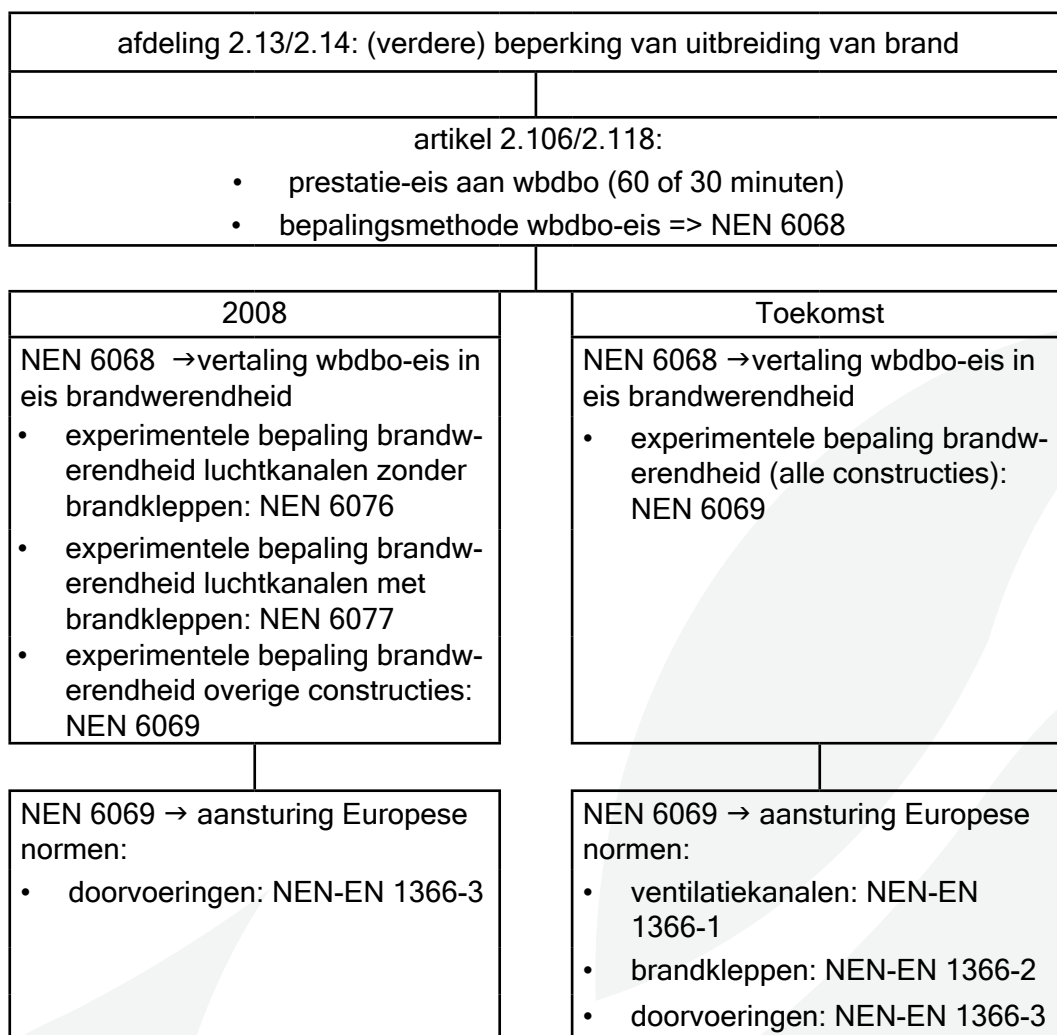 afdeling 2.13/2.14: (verdere) beperking van uitbreiding van brand
artikel 2.106/2.118:
• prestatie-eis aan wbdbo (60 of 30 minuten)
• bepalingsmethode wbdbo-eis => NEN 6068
2008
NEN 6068 →vertaling wbdbo-eis in
eis brandwerendheid
• experimentele bepaling brandw-
erendheid luchtkanalen zonder
brandkleppen: NEN 6076
• experimentele bepaling brandw-
erendheid luchtkanalen met
brandkleppen: NEN 6077
• experimentele bepaling brandw-
erendheid overige constructies:
NEN 6069
NEN 6069 → aansturing Europese
normen:
• doorvoeringen: NEN-EN 1366-3
Toekomst
NEN 6068 →vertaling wbdbo-eis in
eis brandwerendheid
• experimentele bepaling brandw-
erendheid (alle constructies):
NEN 6069
NEN 6069 → aansturing Europese
normen:
• ventilatiekanalen: NEN-EN
1366-1
• brandkleppen: NEN-EN 1366-2
• doorvoeringen: NEN-EN 1366-3